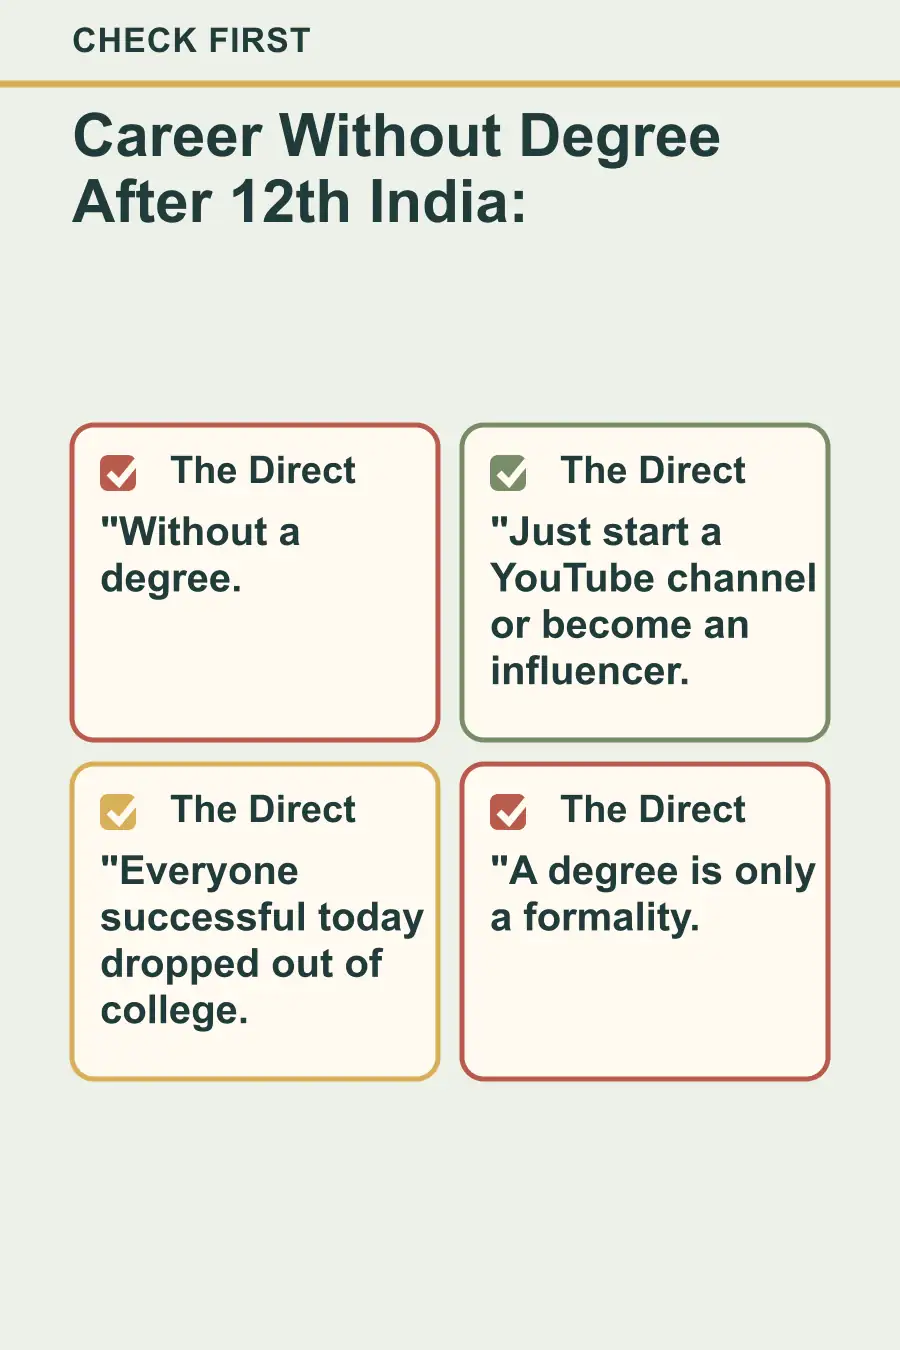 CHECK FIRST
Career Without Degree
After 12th India:
The Direct
"Without a
degree.
The Direct
"Just start a
YouTube channel
or become an
influencer.
The Direct
"Everyone
successful today
dropped out of
college.
The Direct
"A degree is only
a formality.